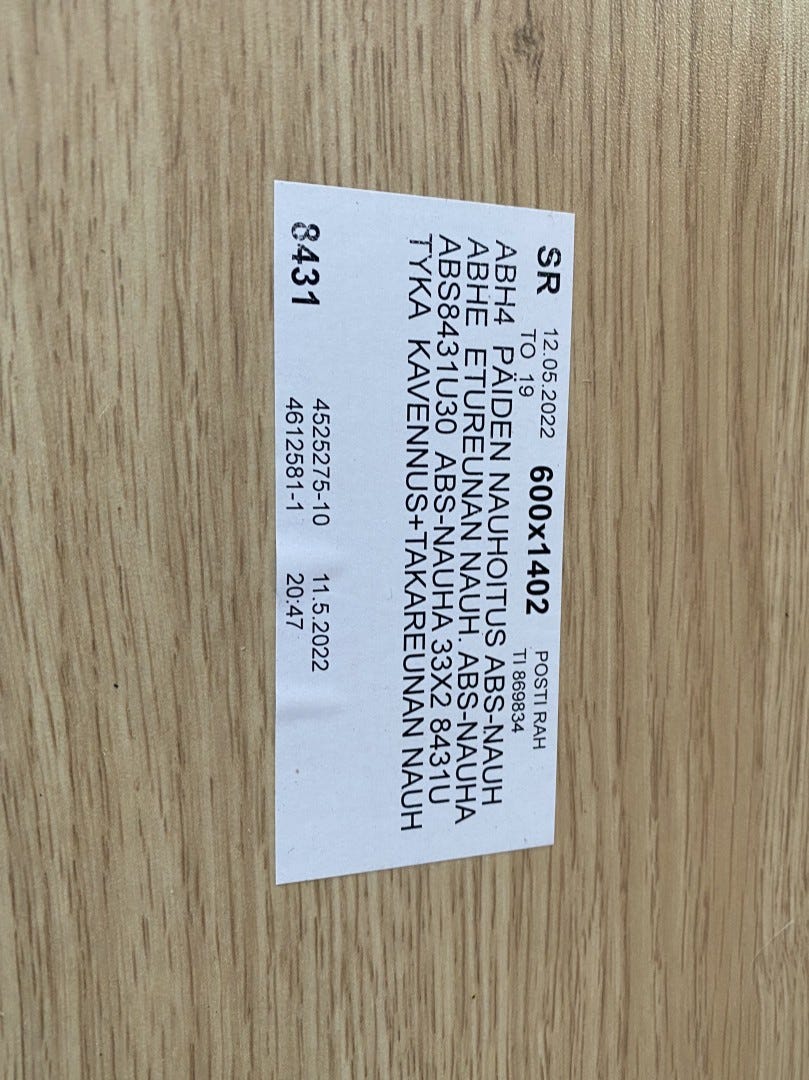 SR 12.05.2022 600x1402 POSTI RAH
TO 19 TI 869834
ABH4 PÄIDEN NAUHOITUS ABS-NAUH
ABHE ETUREUNAN NAUH. ABS-NAUHA
ABS8431U30 ABS-NAUHA 33X2 8431U
TYKA KAVENNUS+TAKAREUNAN NAUH
4525275-10 11.5.2022
8431 4612581-1 20:47